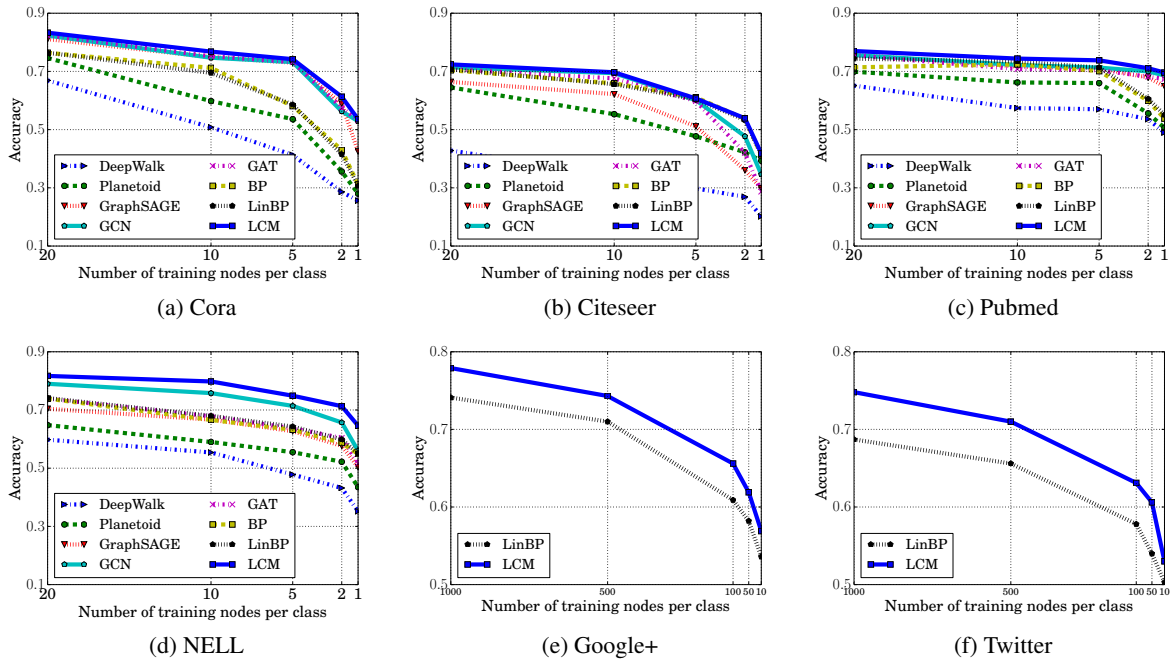 0.9
0.7
0.5
0.3
0.1
Accuracy
DeepWalk
Planetoid
GraphSAGE
GCN
GAT
BP
LinBP
LCM
20 10 5 2 1
Number of training nodes per class
(a) Cora
0.9
0.7
0.5
0.3
0.1
Accuracy
DeepWalk
Planetoid
GraphSAGE
GCN
GAT
BP
LinBP
LCM
20 10 5 2 1
Number of training nodes per class
(b) Citeseer
0.9
0.7
0.5
0.3
0.1
Accuracy
DeepWalk
Planetoid
GraphSAGE
GCN
GAT
BP
LinBP
LCM
20 10 5 2 1
Number of training nodes per class
(c) Pubmed
0.9
0.7
0.5
0.3
0.1
Accuracy
DeepWalk
Planetoid
GraphSAGE
GCN
GAT
BP
LinBP
LCM
20 10 5 2 1
Number of training nodes per class
(d) NELL
0.8
0.7
0.6
0.5
Accuracy
LinBP
LCM
1000 500 100 50 10
Number of training nodes per class
(e) Google+
0.8
0.7
0.6
0.5
Accuracy
LinBP
LCM
1000 500 100 50 10
Number of training nodes per class
(f) Twitter